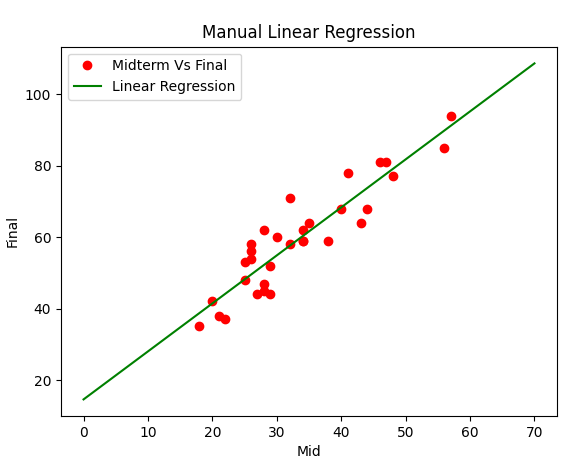 Manual Linear Regression
Midterm Vs Final
Linear Regression
100
80
60
40
20
Final
0 10 20 30 40 50 60 70
Mid